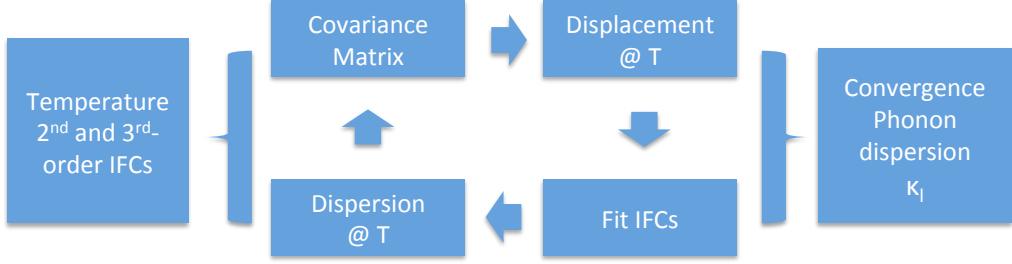 Temperature
2nd and 3rd-
order IFCs
Covariance
Matrix
Displacement
@ T
Dispersion
@ T
Fit IFCs
Convergence
Phonon
dispersion
κl